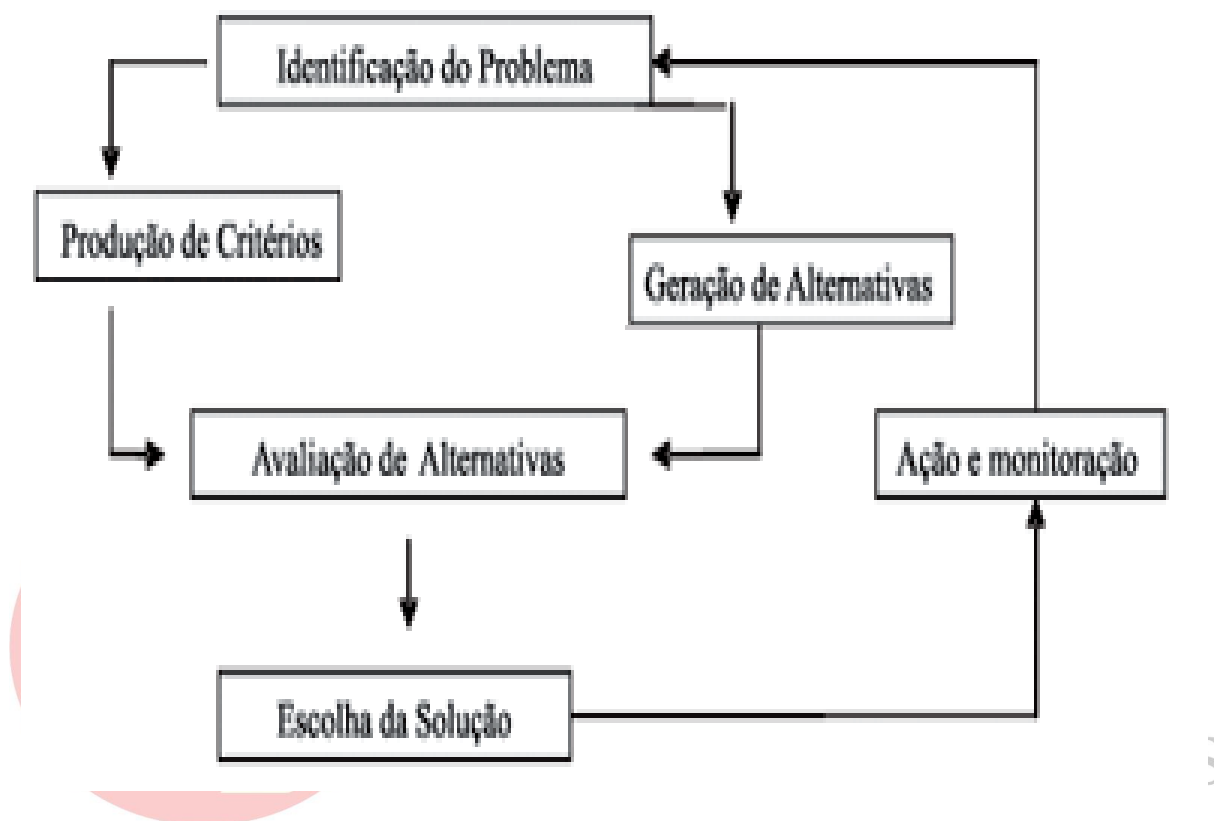 Identificação do Problema
Produção de Critérios
Geração de Alternativas
Avaliação de Alternativas
Ação e monitoração
Escolha da Solução